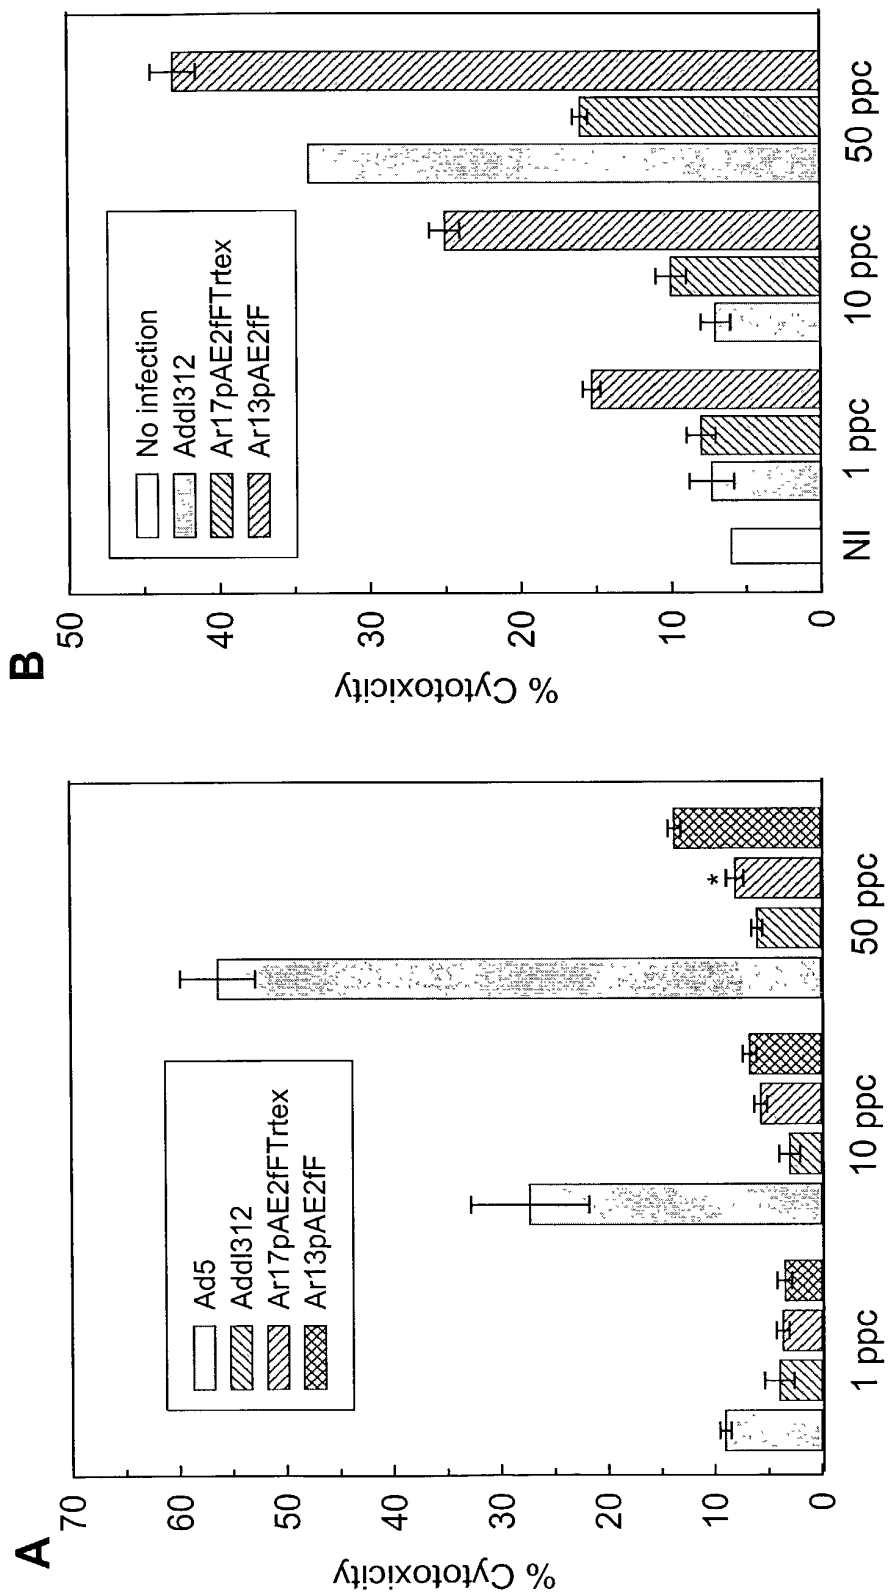 A
% Cytotoxicity
70
60
50
40
30
20
10
0
Ad5
Addl312
Ar17pAE2fFTrtex
Ar13pAE2fF
*
1 ppc
10 ppc
50 ppc
B
% Cytotoxicity
50
40
30
20
10
0
No infection
Addl312
Ar17pAE2fFTrtex
Ar13pAE2fF
NI
1 ppc
10 ppc
50 ppc